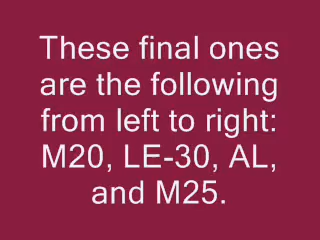 These final ones
are the following
from left to right:
M20, LE-30, AL,
and M25.